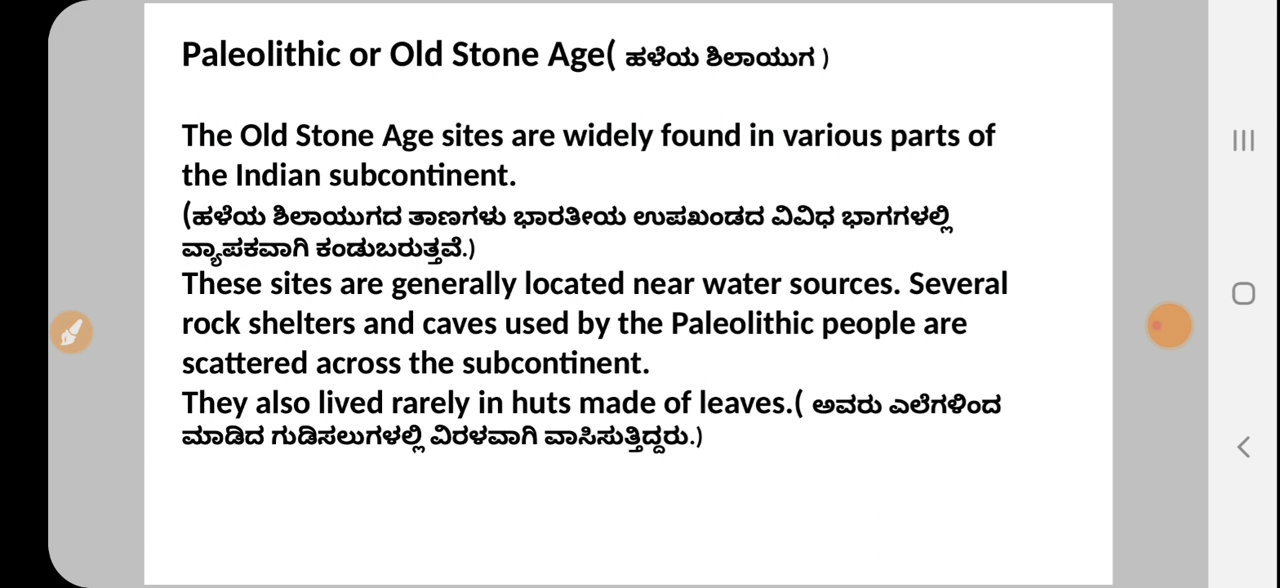 Paleolithic or Old Stone Age( ಹಳೆಯ ಶಿಲಾಯುಗ )
The Old Stone Age sites are widely found in various parts of
the Indian subcontinent.
(ಹಳೆಯ ಶಿಲಾಯುಗದ ತಾಣಗಳು ಭಾರತೀಯ ಉಪಖಂಡದ ವಿವಿಧ ಭಾಗಗಳಲ್ಲಿ
ವ್ಯಾಪಕವಾಗಿ ಕಂಡುಬರುತ್ತವೆ.)
These sites are generally located near water sources. Several
rock shelters and caves used by the Paleolithic people are
scattered across the subcontinent.
They also lived rarely in huts made of leaves.( ಅವರು ಎಲೆಗಳಿಂದ
ಮಾಡಿದ ಗುಡಿಸಲುಗಳಲ್ಲಿ ವಿರಳವಾಗಿ ವಾಸಿಸುತ್ತಿದ್ದರು.)